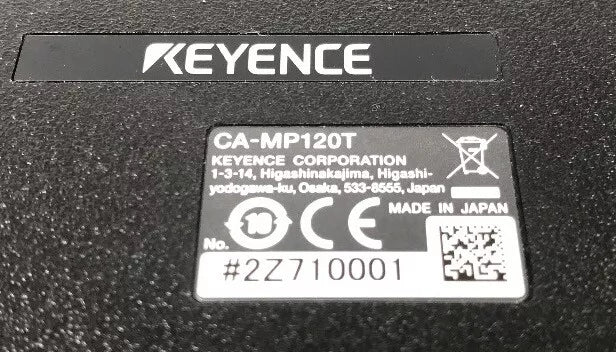 KEYENCE
CA-MP120T
KEYENCE CORPORATION
1-3-14, Higashinakajima, Higashi-
yodogawa-ku, Osaka, 533-8555, Japan
MADE IN JAPAN
10
CE
No.
#2Z710001